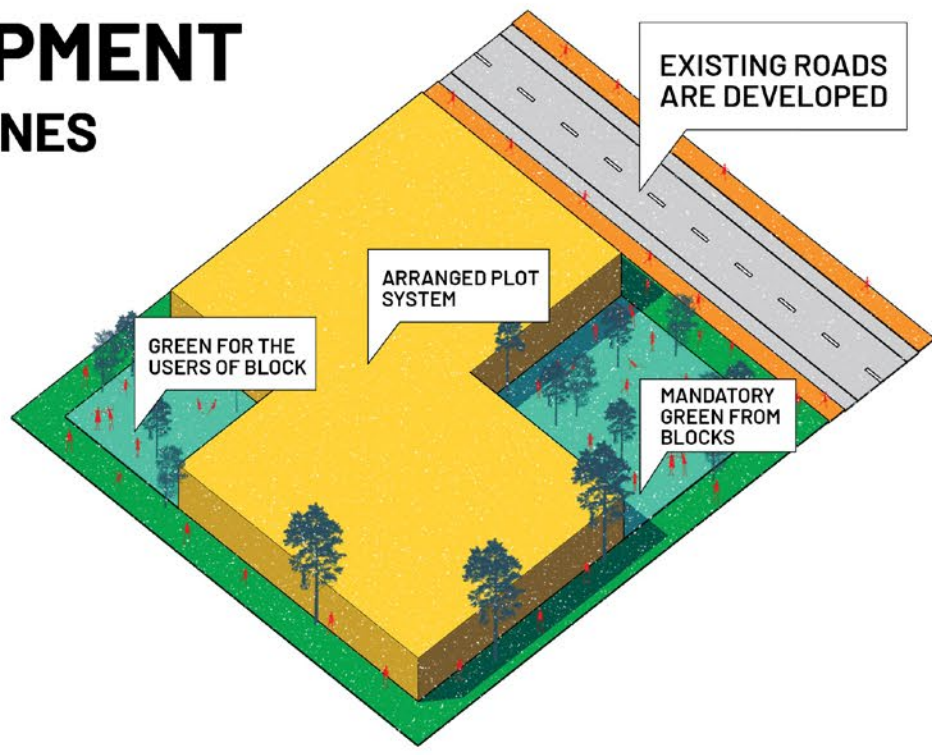 PMENT
NES
EXISTING ROADS
ARE DEVELOPED
ARRANGED PLOT
SYSTEM
GREEN FOR THE
USERS OF BLOCK
MANDATORY
GREEN FROM
BLOCKS